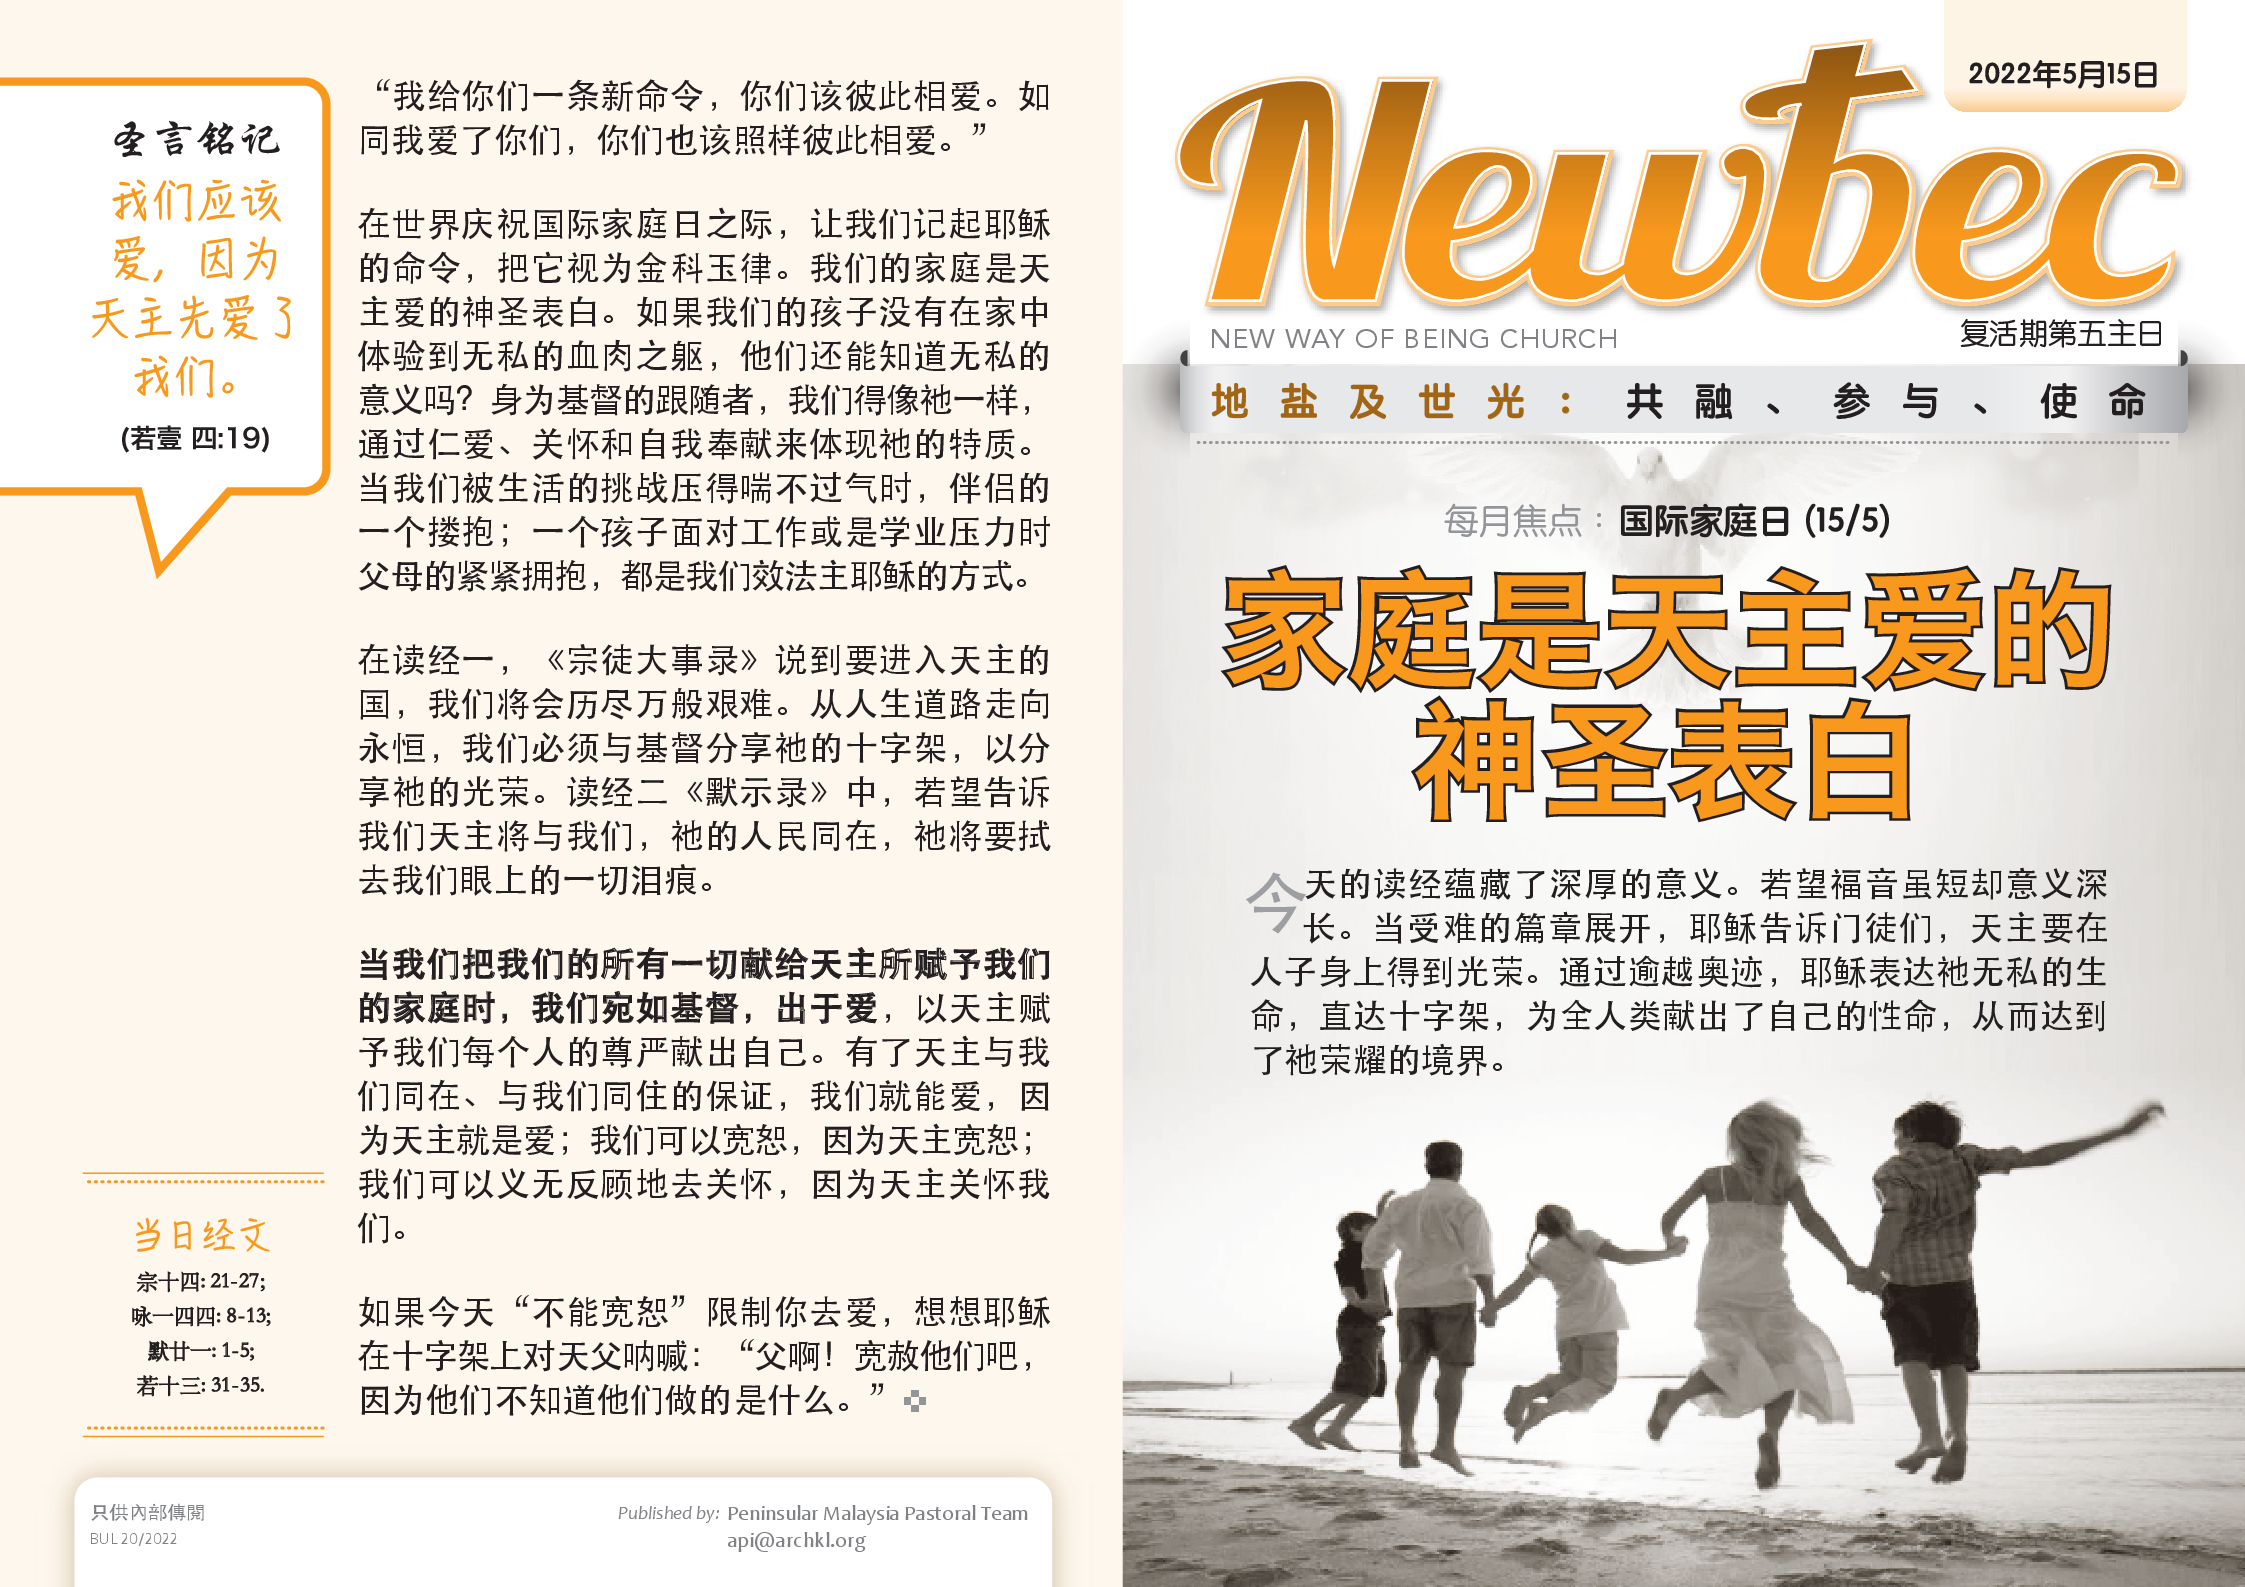 2022年5月15日
Newbec
NEW WAY OF BEING CHURCH
复活期第五主日
地盐及世光：共融、参与、使命
每月焦点：国际家庭日 (15/5)
家庭是天主爱的
神圣表白
今天的读经蕴藏了深厚的意义。若望福音虽短却意义深
长。当受难的篇章展开，耶稣告诉门徒们，天主要在
人子身上得到光荣。通过逾越奥迹，耶稣表达祂无私的生
命，直达十字架，为全人类献出了自己的性命，从而达到
了祂荣耀的境界。
“我给你们一条新命令，你们该彼此相爱。如
同我爱了你们，你们也该照样彼此相爱。”
在世界庆祝国际家庭日之际，让我们记起耶稣
的命令，把它视为金科玉律。我们的家庭是天
主爱的神圣表白。如果我们的孩子没有在家中
体验到无私的血肉之躯，他们还能知道无私的
意义吗？身为基督的跟随者，我们得像祂一样，
通过仁爱、关怀和自我奉献来体现祂的特质。
当我们被生活的挑战压得喘不过气时，伴侣的
一个搂抱；一个孩子面对工作或是学业压力时
父母的紧紧拥抱，都是我们效法主耶稣的方式。
在读经一，《宗徒大事录》说到要进入天主的
国，我们将会历尽万般艰难。从人生道路走向
永恒，我们必须与基督分享祂的十字架，以分
享祂的光荣。读经二《默示录》中，若望告诉
我们天主将与我们，祂的人民同在，祂将要拭
去我们眼上的一切泪痕。
当我们把我们的所有一切献给天主所赋予我们
的家庭时，我们宛如基督，出于爱，以天主赋
予我们每个人的尊严献出自己。有了天主与我
们同在、与我们同住的保证，我们就能爱，因
为天主就是爱；我们可以宽恕，因为天主宽恕；
我们可以义无反顾地去关怀，因为天主关怀我
们。
如果今天“不能宽恕”限制你去爱，想想耶稣
在十字架上对天父呐喊：“父啊！宽赦他们吧，
因为他们不知道他们做的是什么。”
圣言铭记
我们应该
爱，因为
天主先爱了
我们。
(若壹 四:19)
当日经文
宗十四: 21-27;
咏一四四: 8-13;
默廿一: 1-5;
若十三: 31-35.
只供內部傳閱
BUL 20/2022
Published by: Peninsular Malaysia Pastoral Team
api@archkl.org